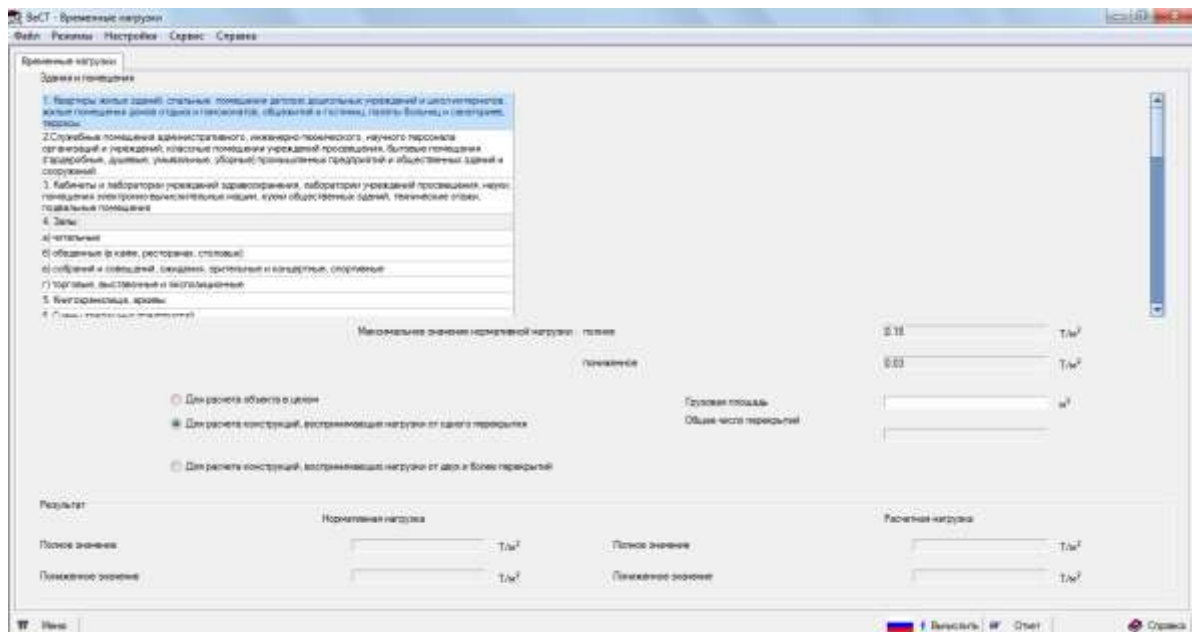 ВеСТ - Временные нагрузки
Файл Режимы Настройки Сервис Справка
Временные нагрузки
Здания и помещения
1. Квартиры жилых зданий, спальные помещения детских дошкольных учреждений и школ-интернатов,
жилые помещения домов отдыха и пансионатов, общежитий и гостиниц, палаты больниц и санаториев,
террасы
2.Служебные помещения административного, инженерно-технического, научного персонала
организаций и учреждений, классные помещения учреждений просвещения, бытовые помещения
(гардеробные, душевые, умывальные, уборные) промышленных предприятий и общественных зданий и
сооружений
3. Кабинеты и лаборатории учреждений здравоохранения, лаборатории учреждений просвещения, науки,
помещения электронно-вычислительных машин, кухни общественных зданий, технические этажи,
подвальные помещения
4. Залы:
а) читальные
б) обеденные (в кафе, ресторанах, столовых)
в) собраний и совещаний, ожидания, зрительные и концертные, спортивные
г) торговые, выставочные и экспозиционные
5. Книгохранилища, архивы
Максимальное значение нормативной нагрузки полное 0.15 Т/м²
пониженное 0.03 Т/м²
Для расчета объекта в целом
Грузовая площадь м²
Для расчета конструкций, воспринимающих нагрузки от одного перекрытия
Общее число перекрытий
Для расчета конструкций, воспринимающих нагрузки от двух и более перекрытий
Результат
Нормативная нагрузка Расчетная нагрузка
Полное значение Т/м² Полное значение Т/м²
Пониженное значение Т/м² Пониженное значение Т/м²
Меню Вычислить Отчет Справка